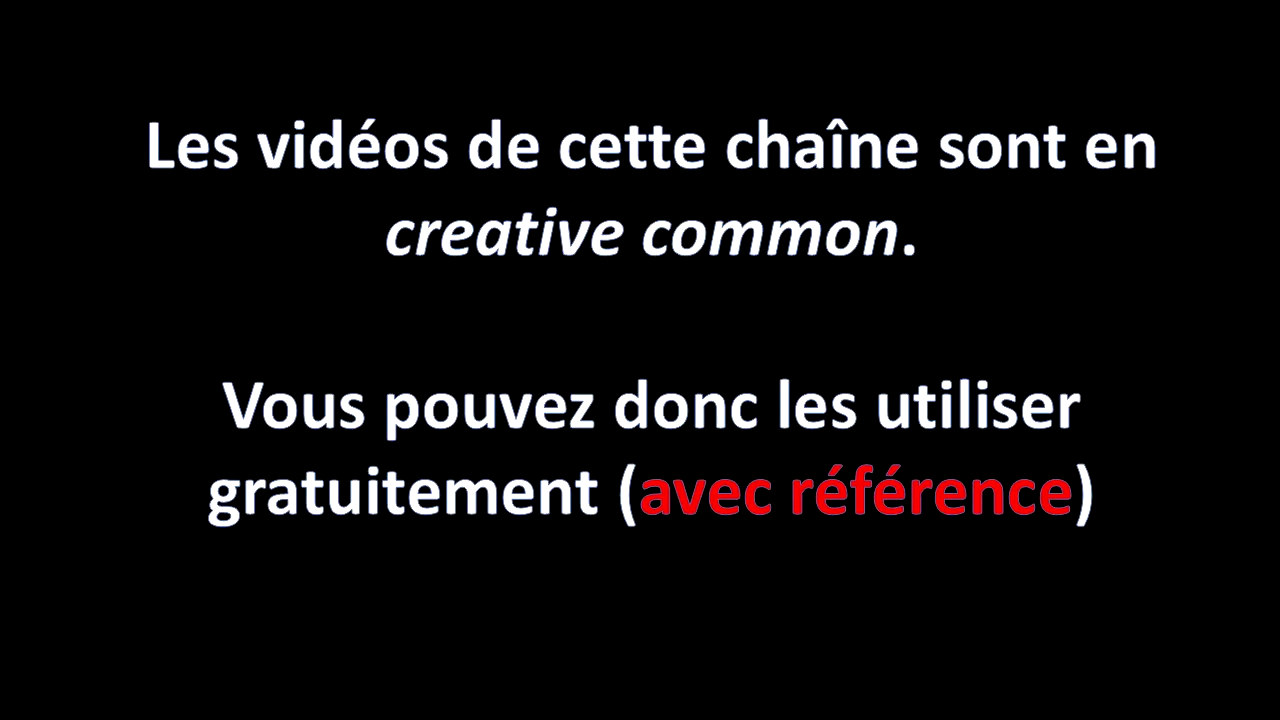 Les vidéos de cette chaîne sont en
creative common.
Vous pouvez donc les utiliser
gratuitement (avec référence)